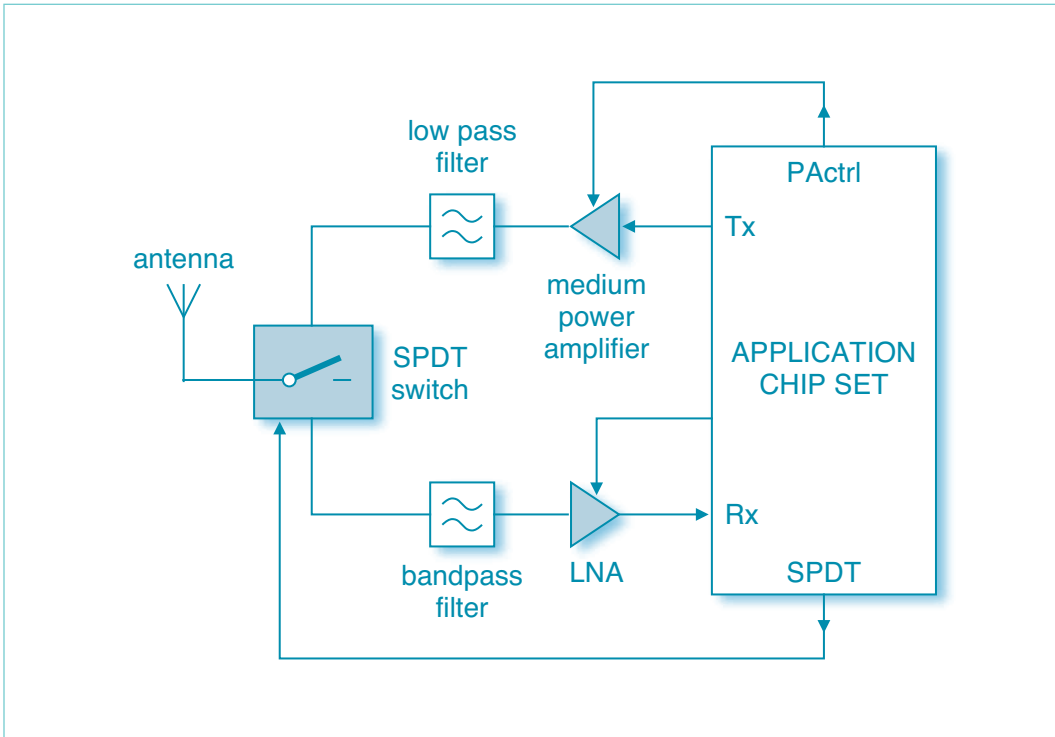 low pass
filter
PActrl
Tx
antenna
medium
power
amplifier
SPDT
switch
APPLICATION
CHIP SET
Rx
bandpass
filter
LNA
SPDT